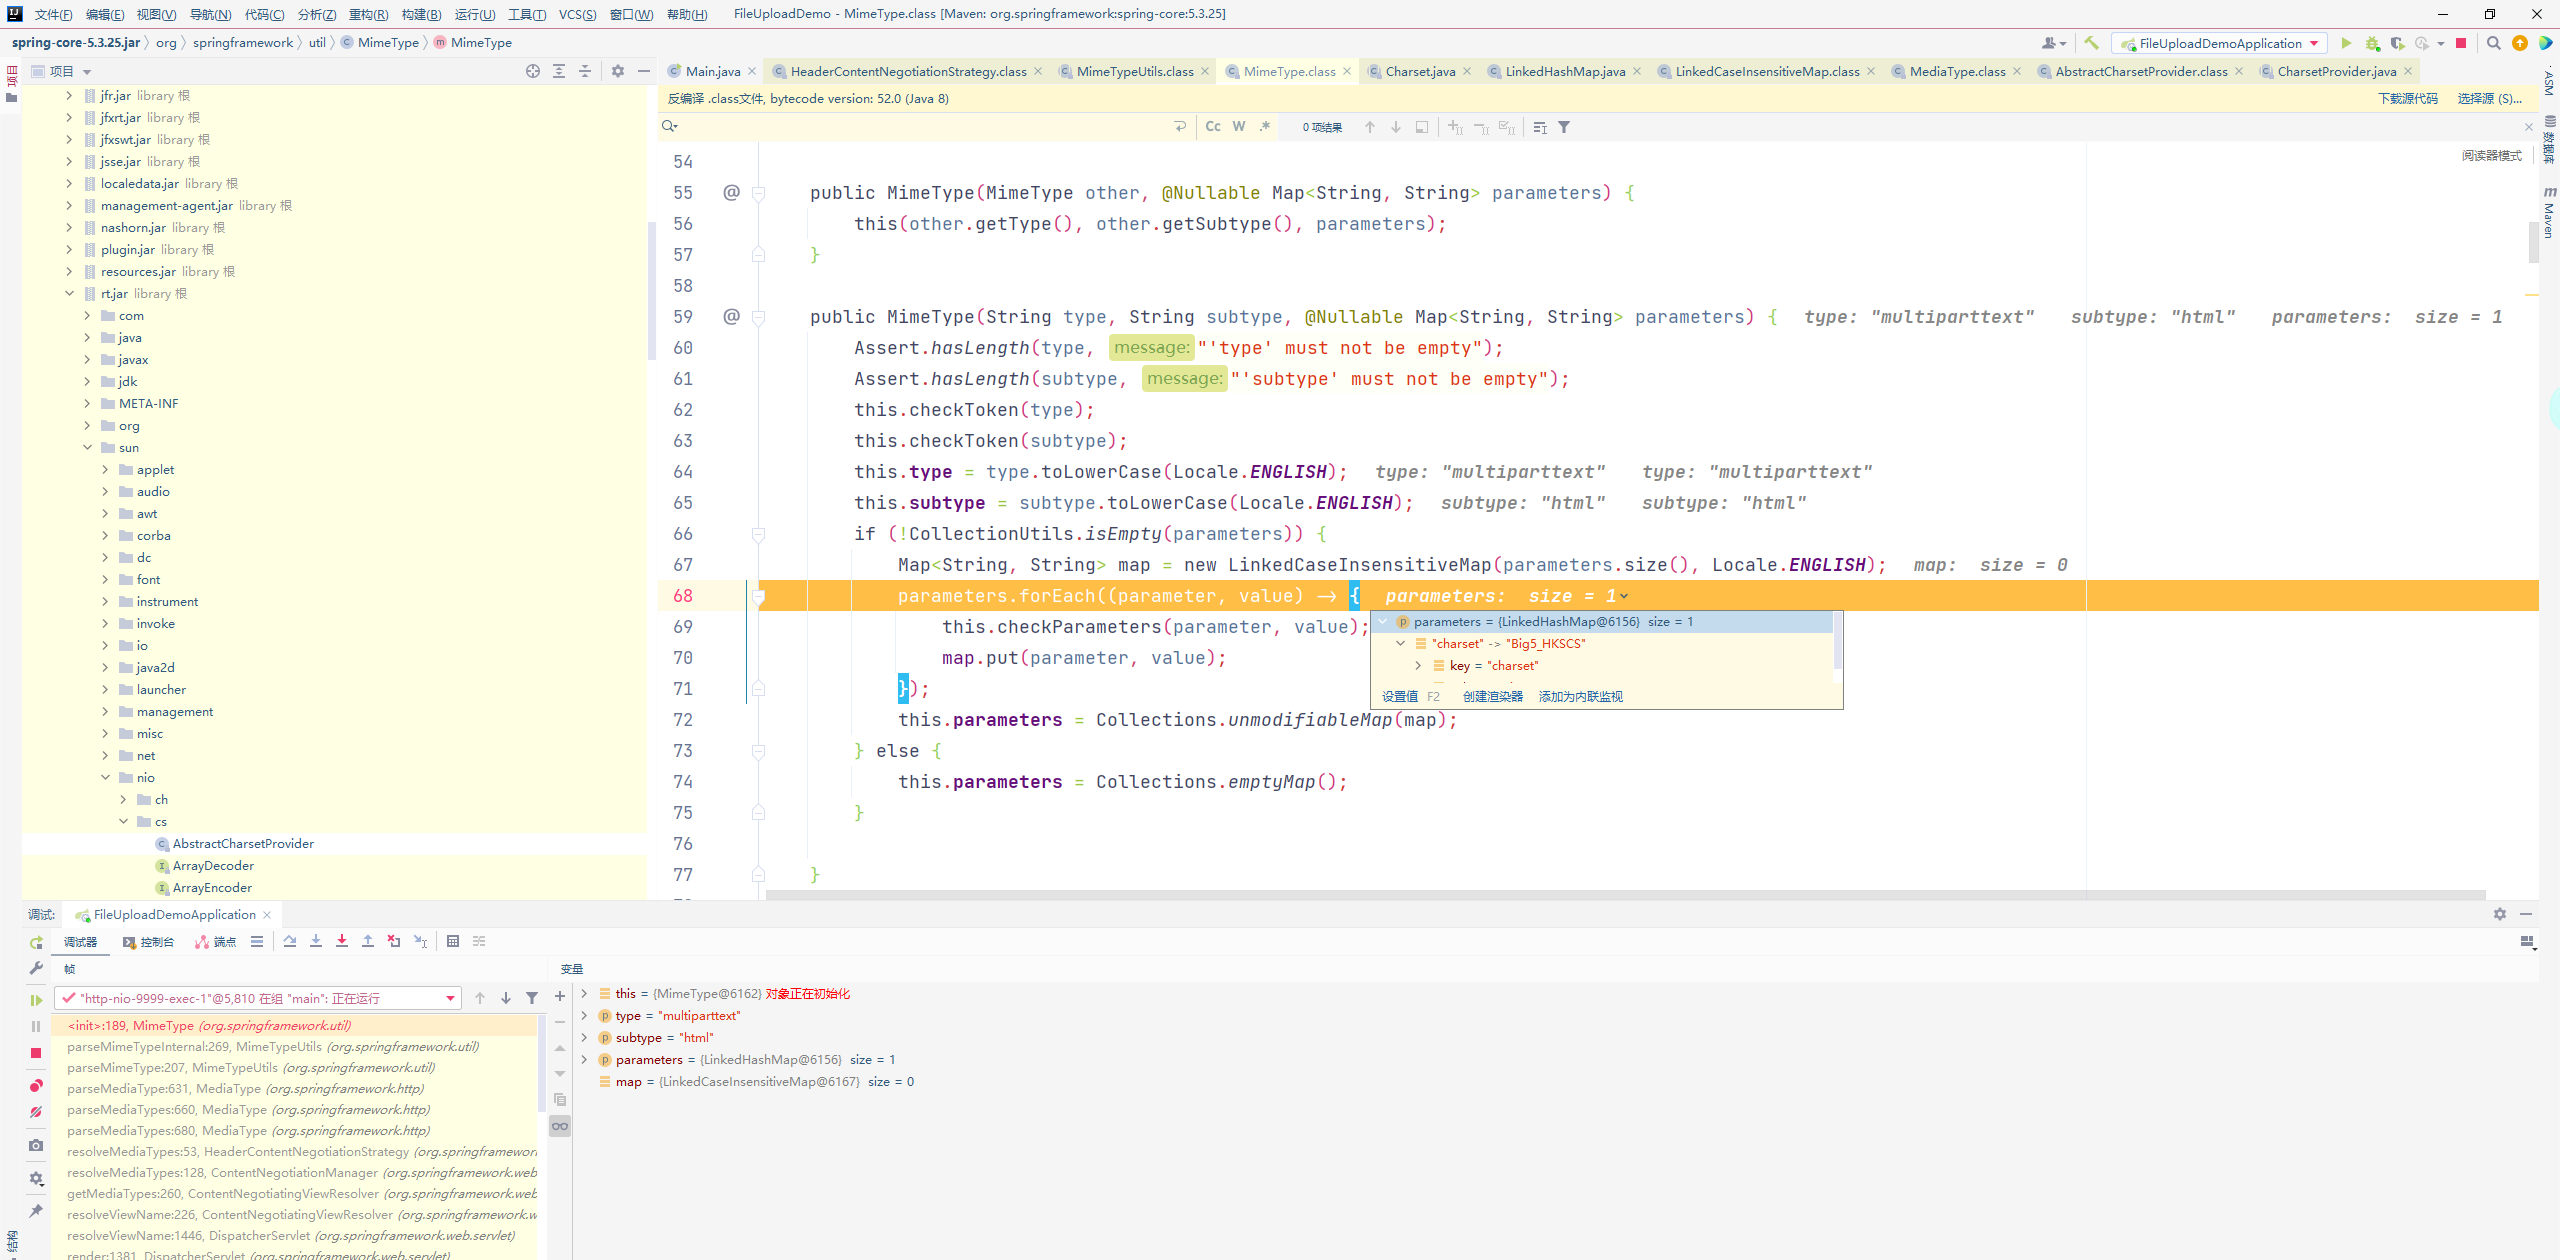 文件(F) 编辑(E) 视图(V) 导航(N) 代码(C) 分析(Z) 重构(R) 构建(B) 运行(U) 工具(T) VCS(S) 窗口(W) 帮助(H) FileUploadDemo - MimeType.class [Maven: org.springframework:spring-core:5.3.25]
spring-core-5.3.25.jar org springframework util MimeType MimeType
FileUploadDemoApplication
项目
项目
Main.java HeaderContentNegotiationStrategy.class MimeTypeUtils.class MimeType.class Charset.java LinkedHashMap.java LinkedCaseInsensitiveMap.class MediaType.class AbstractCharsetProvider.class CharsetProvider.java
反编译 .class文件, bytecode version: 52.0 (Java 8)
下载源代码 选择源 (S)...
Cc W .* 0 项结果
阅读器模式
ASM
数据库
Maven
jfr.jar library 根
jfxrt.jar library 根
jfxswt.jar library 根
jsse.jar library 根
localedata.jar library 根
management-agent.jar library 根
nashorn.jar library 根
plugin.jar library 根
resources.jar library 根
rt.jar library 根
com
java
javax
jdk
META-INF
org
sun
applet
audio
awt
corba
dc
font
instrument
invoke
io
java2d
launcher
management
misc
net
nio
ch
cs
AbstractCharsetProvider
ArrayDecoder
ArrayEncoder
54
55 @ public MimeType(MimeType other, @Nullable Map<String, String> parameters) {
56 this(other.getType(), other.getSubtype(), parameters);
57 }
58
59 @ public MimeType(String type, String subtype, @Nullable Map<String, String> parameters) { type: "multiparttext" subtype: "html" parameters: size = 1
60 Assert.hasLength(type, message: "'type' must not be empty");
61 Assert.hasLength(subtype, message: "'subtype' must not be empty");
62 this.checkToken(type);
63 this.checkToken(subtype);
64 this.type = type.toLowerCase(Locale.ENGLISH); type: "multiparttext" type: "multiparttext"
65 this.subtype = subtype.toLowerCase(Locale.ENGLISH); subtype: "html" subtype: "html"
66 if (!CollectionUtils.isEmpty(parameters)) {
67 Map<String, String> map = new LinkedCaseInsensitiveMap(parameters.size(), Locale.ENGLISH); map: size = 0
68 parameters.forEach((parameter, value) -> { parameters: size = 1
69 this.checkParameters(parameter, value);
70 map.put(parameter, value);
71 });
72 this.parameters = Collections.unmodifiableMap(map);
73 } else {
74 this.parameters = Collections.emptyMap();
75 }
76
77 }
parameters = {LinkedHashMap@6156} size = 1
"charset" -> "Big5_HKSCS"
key = "charset"
设置值 F2 创建渲染器 添加为内联监视
调试: FileUploadDemoApplication
调试器 控制台 端点
帧
变量
"http-nio-9999-exec-1"@5,810 在组 "main": 正在运行
<init>:189, MimeType (org.springframework.util)
parseMimeTypeInternal:269, MimeTypeUtils (org.springframework.util)
parseMimeType:207, MimeTypeUtils (org.springframework.util)
parseMediaType:631, MediaType (org.springframework.http)
parseMediaTypes:660, MediaType (org.springframework.http)
parseMediaTypes:680, MediaType (org.springframework.http)
resolveMediaTypes:53, HeaderContentNegotiationStrategy (org.springframework
resolveMediaTypes:128, ContentNegotiationManager (org.springframework.web
getMediaTypes:260, ContentNegotiatingViewResolver (org.springframework.web
resolveViewName:226, ContentNegotiatingViewResolver (org.springframework.w
resolveViewName:1446, DispatcherServlet (org.springframework.web.servlet)
render:1381, DispatcherServlet (org.springframework.web.servlet)
this = {MimeType@6162} 对象正在初始化
type = "multiparttext"
subtype = "html"
parameters = {LinkedHashMap@6156} size = 1
map = {LinkedCaseInsensitiveMap@6167} size = 0
结构